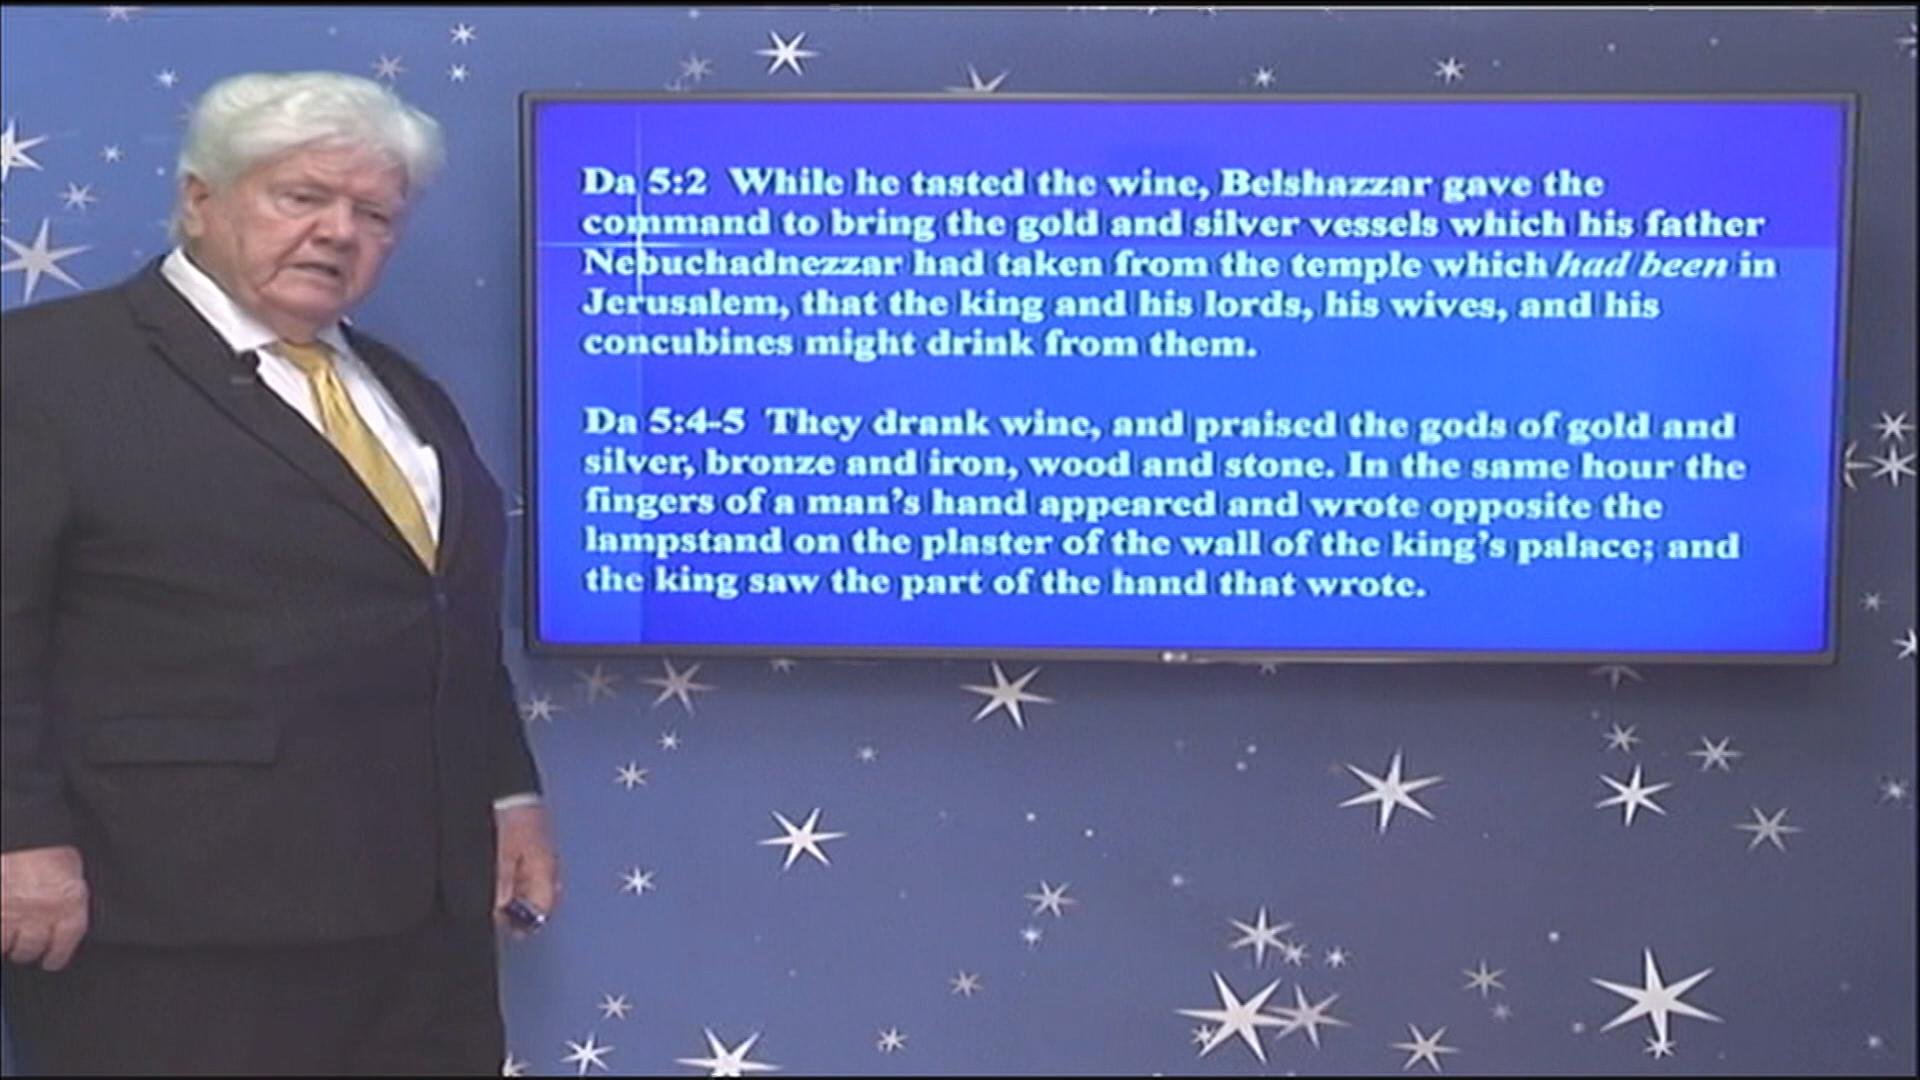 Da 5:2 While he tasted the wine, Belshazzar gave the
command to bring the gold and silver vessels which his father
Nebuchadnezzar had taken from the temple which had been in
Jerusalem, that the king and his lords, his wives, and his
concubines might drink from them.
Da 5:4-5 They drank wine, and praised the gods of gold and
silver, bronze and iron, wood and stone. In the same hour the
fingers of a man's hand appeared and wrote opposite the
lampstand on the plaster of the wall of the king's palace; and
the king saw the part of the hand that wrote.